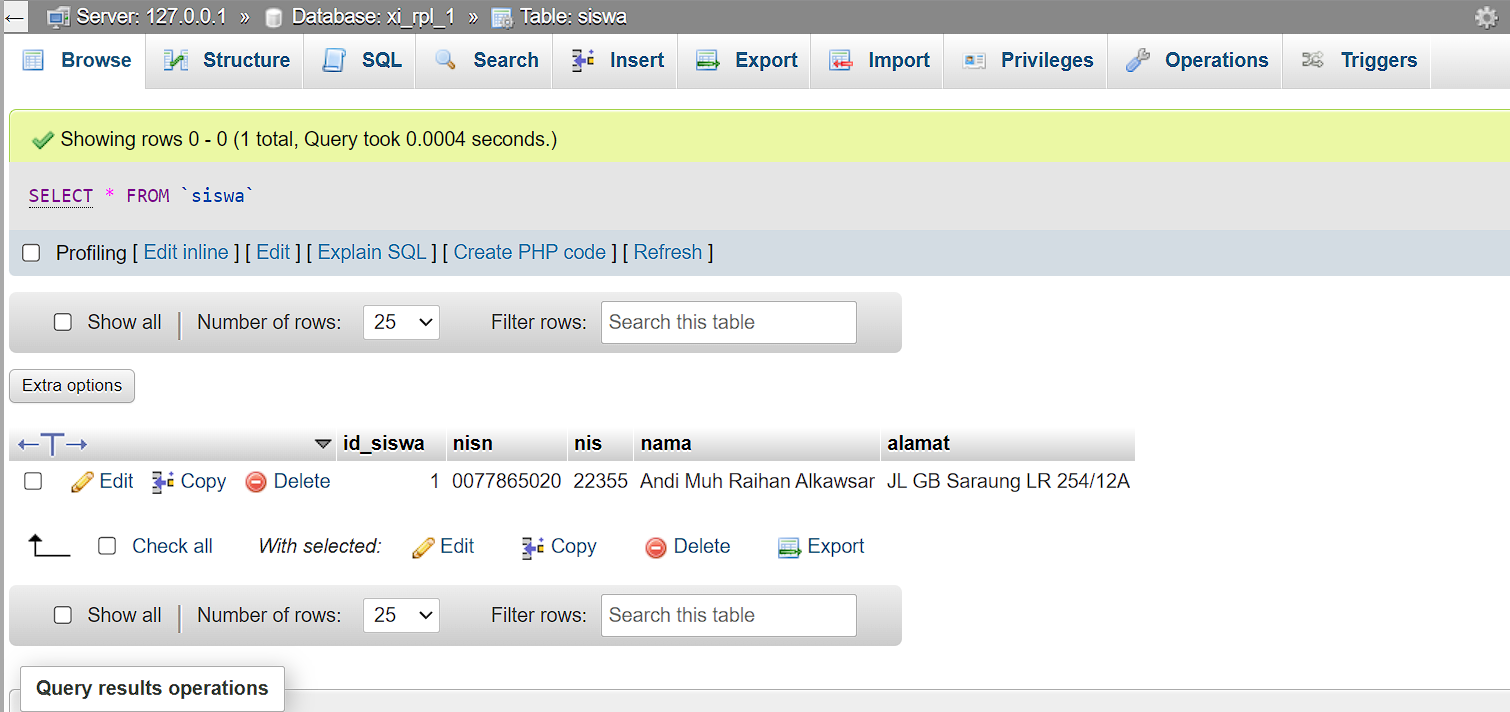 Server: 127.0.0.1 » Database: xi_rpl_1 » Table: siswa
Browse Structure SQL Search Insert Export Import Privileges Operations Triggers
Showing rows 0 - 0 (1 total, Query took 0.0004 seconds.)
SELECT * FROM `siswa`
Profiling [ Edit inline ] [ Edit ] [ Explain SQL ] [ Create PHP code ] [ Refresh ]
Show all | Number of rows: 25 Filter rows: Search this table
Extra options
←T→ id_siswa nisn nis nama alamat
Edit Copy Delete 1 0077865020 22355 Andi Muh Raihan Alkawsar JL GB Saraung LR 254/12A
Check all With selected: Edit Copy Delete Export
Show all | Number of rows: 25 Filter rows: Search this table
Query results operations